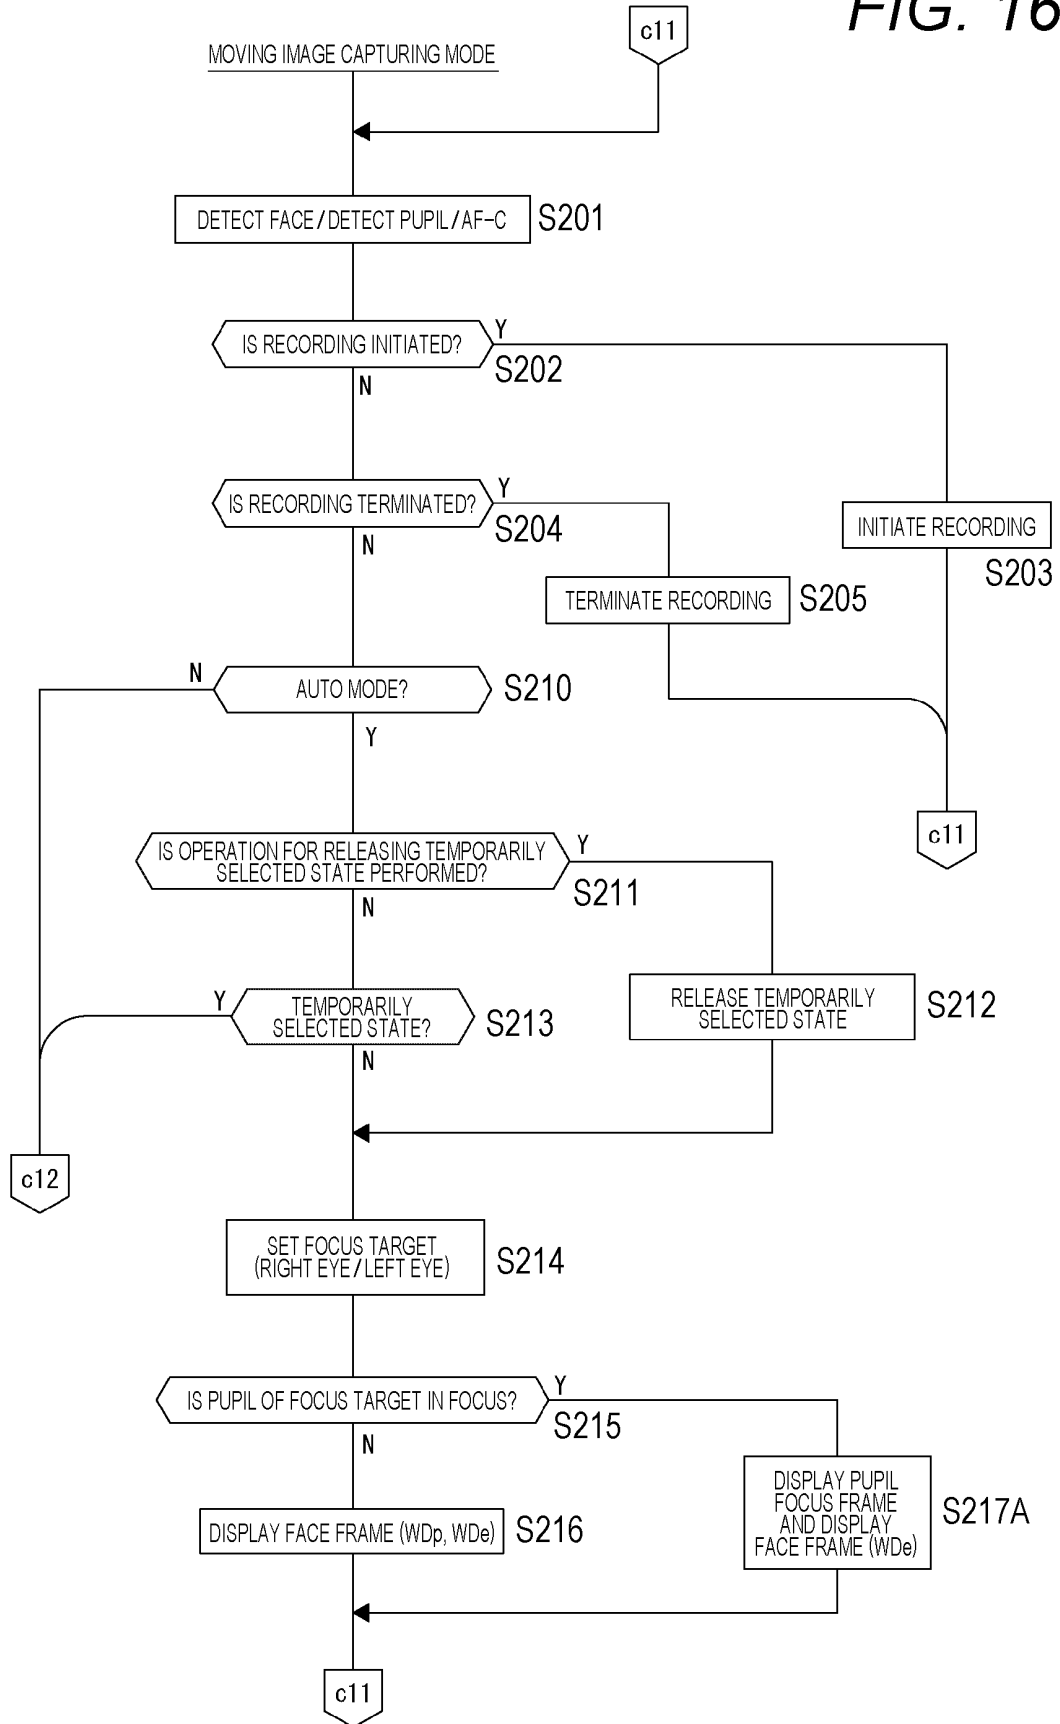 FIG. 16
c11
MOVING IMAGE CAPTURING MODE
DETECT FACE/DETECT PUPIL/AF-C
S201
IS RECORDING INITIATED?
Y
S202
N
IS RECORDING TERMINATED?
Y
S204
N
INITIATE RECORDING
S203
TERMINATE RECORDING
S205
N
AUTO MODE?
S210
Y
c11
IS OPERATION FOR RELEASING TEMPORARILY
SELECTED STATE PERFORMED?
Y
S211
N
RELEASE TEMPORARILY
SELECTED STATE
S212
Y
TEMPORARILY
SELECTED STATE?
S213
N
c12
SET FOCUS TARGET
(RIGHT EYE/LEFT EYE)
S214
IS PUPIL OF FOCUS TARGET IN FOCUS?
Y
S215
N
DISPLAY PUPIL
FOCUS FRAME
AND DISPLAY
FACE FRAME (WDe)
S217A
DISPLAY FACE FRAME (WDp, WDe)
S216
c11